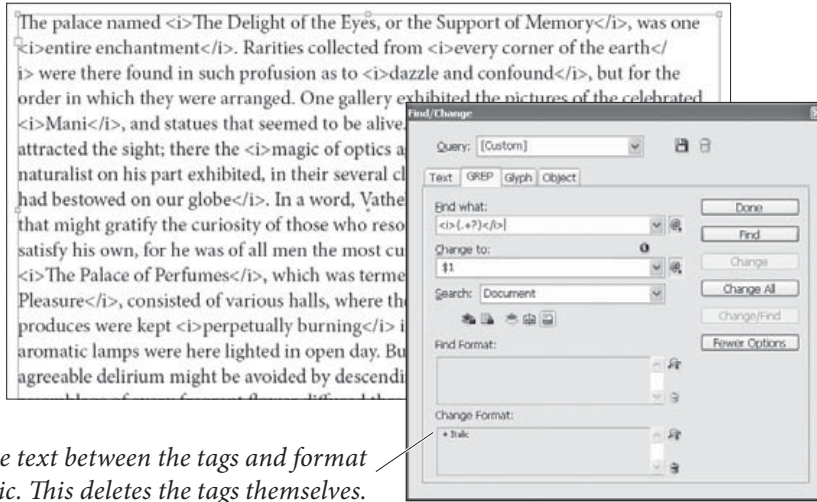 The palace named <i>The Delight of the Eyes, or the Support of Memory</i>, was one
<i>entire enchantment</i>. Rarities collected from <i>every corner of the earth</
i> were there found in such profusion as to <i>dazzle and confound</i>, but for the
order in which they were arranged. One gallery exhibited the pictures of the celebrated
<i>Mani</i>, and statues that seemed to be alive.
attracted the sight; there the <i>magic of optics a
naturalist on his part exhibited, in their several cl
had bestowed on our globe</i>. In a word, Vathe
that might gratify the curiosity of those who reso
satisfy his own, for he was of all men the most cu
<i>The Palace of Perfumes</i>, which was terme
Pleasure</i>, consisted of various halls, where the
produces were kept <i>perpetually burning</i> i
aromatic lamps were here lighted in open day. Bu
agreeable delirium might be avoided by descendi
Find/Change
Query: [Custom]
Text GREP Glyph Object
Find what:
<i>(.+?)</i>
Change to:
$1
Search: Document
Find Format:
Change Format:
+ Italic
Done
Find
Change
Change All
Change/Find
Fewer Options
e text between the tags and format
ic. This deletes the tags themselves.